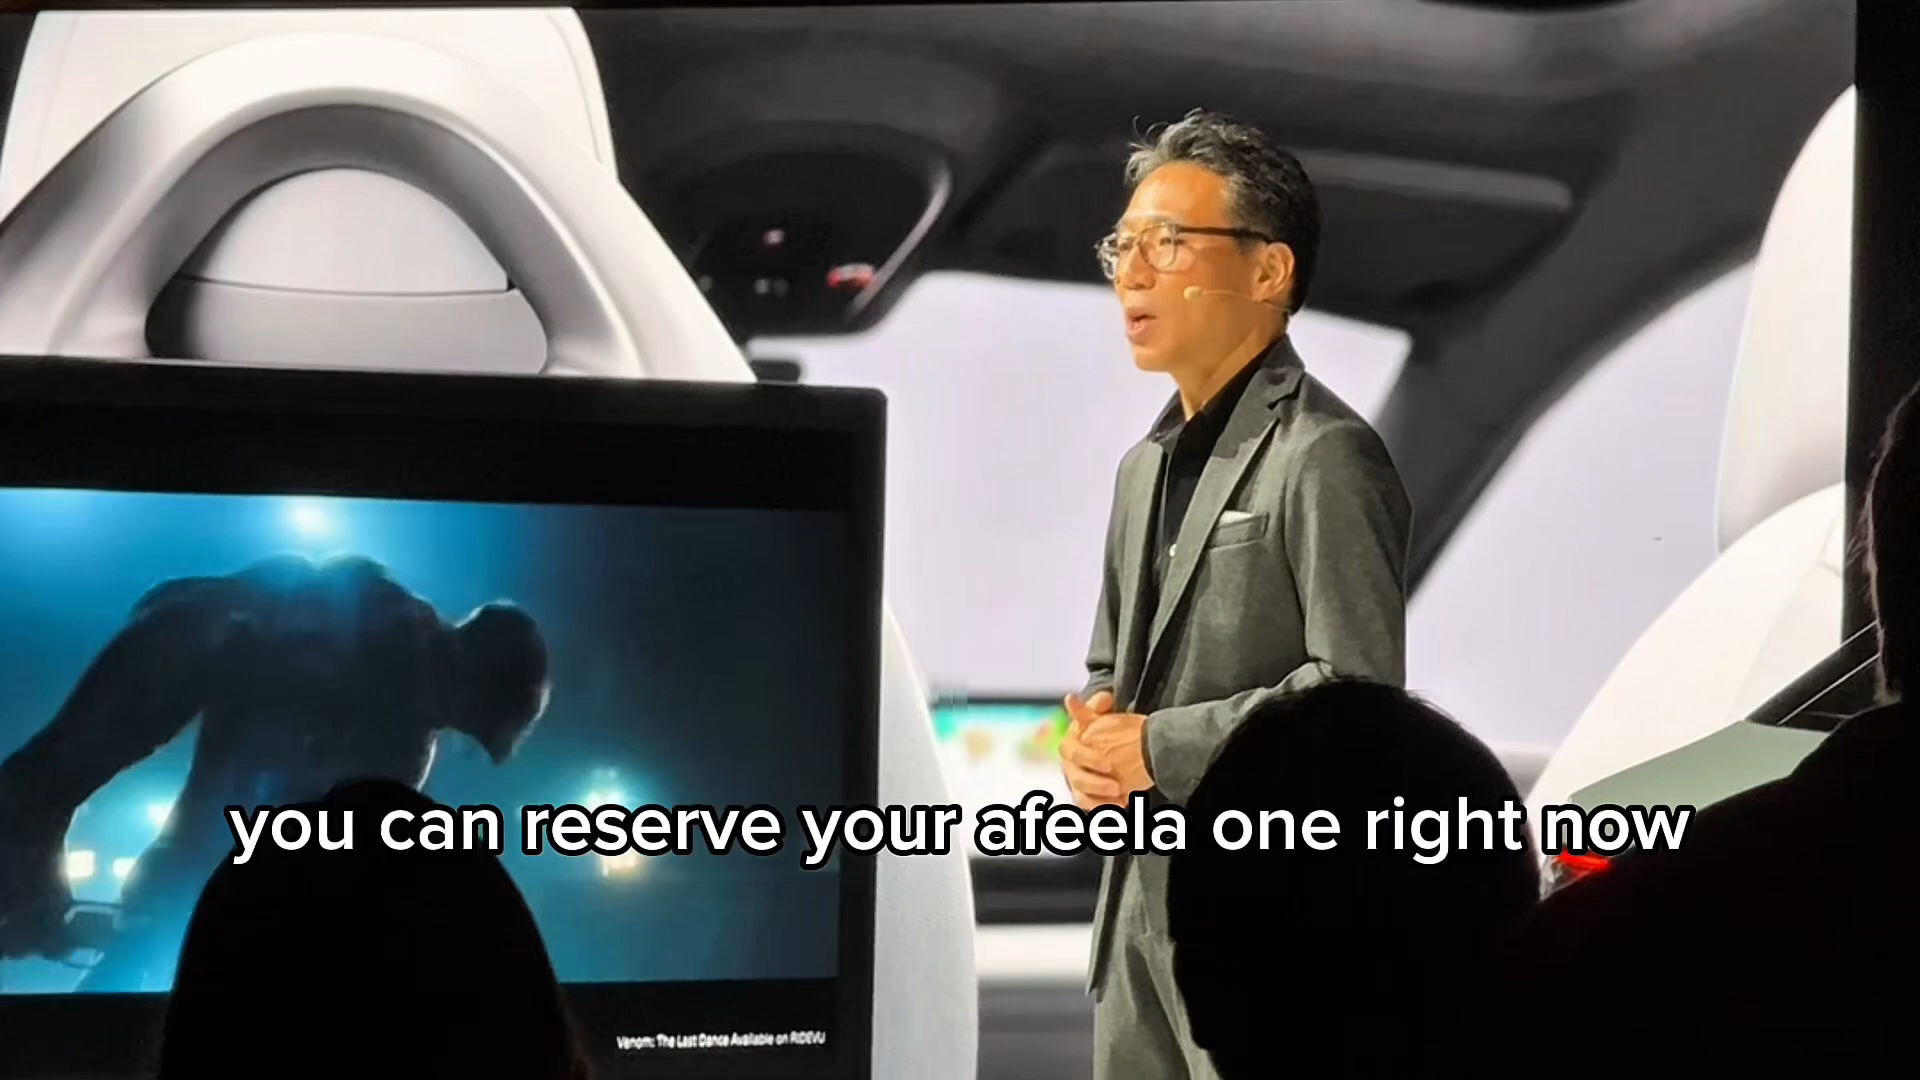 you can reserve your afeela one right now
Venom: The Last Dance Available on RIDEVU